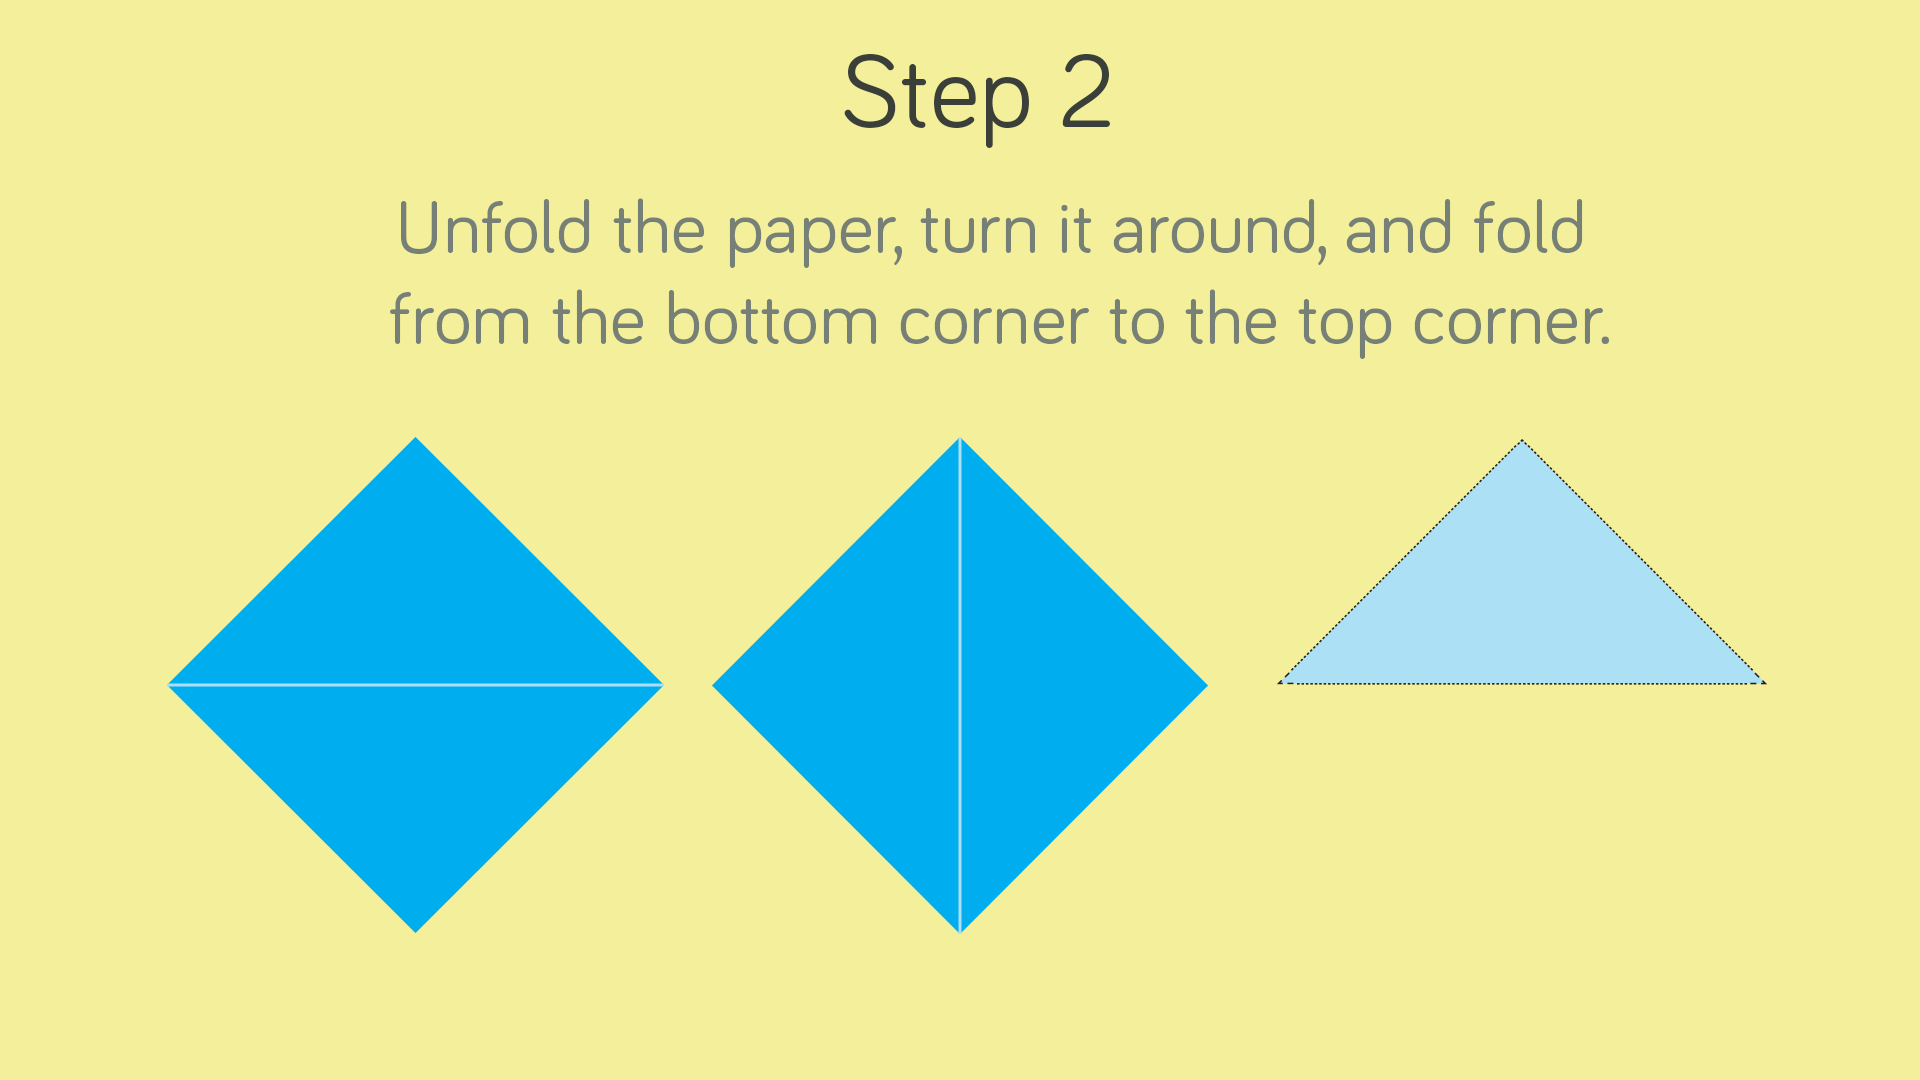 Step 2
Unfold the paper, turn it around, and fold
from the bottom corner to the top corner.